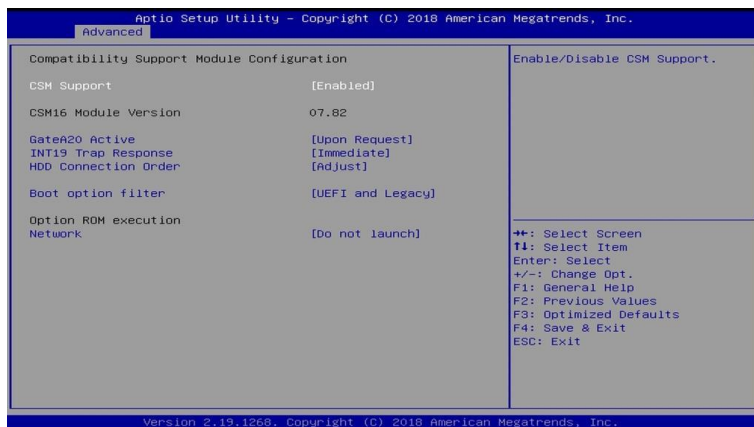 Aptio Setup Utility – Copyright (C) 2018 American Megatrends, Inc.
Advanced
Compatibility Support Module Configuration
CSM Support [Enabled]
CSM16 Module Version 07.82
GateA20 Active [Upon Request]
INT19 Trap Response [Immediate]
HDD Connection Order [Adjust]
Boot option filter [UEFI and Legacy]
Option ROM execution
Network [Do not launch]
Enable/Disable CSM Support.
→←: Select Screen
↑↓: Select Item
Enter: Select
+/-: Change Opt.
F1: General Help
F2: Previous Values
F3: Optimized Defaults
F4: Save & Exit
ESC: Exit
Version 2.19.1268. Copyright (C) 2018 American Megatrends, Inc.